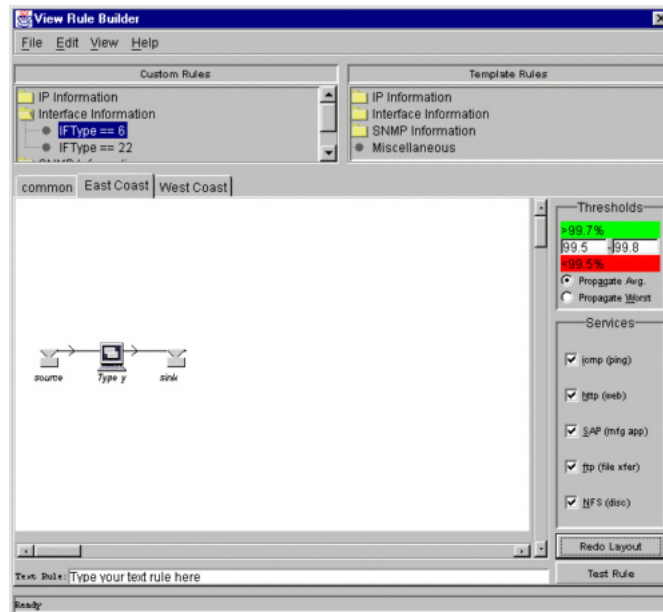 View Rule Builder
File Edit View Help
Custom Rules
IP Information
Interface Information
IFType == 6
IFType == 22
SNMP Information
Template Rules
IP Information
Interface Information
SNMP Information
Miscellaneous
common East Coast West Coast
source Type y sink
Thresholds
>99.7%
99.5 - 99.8
<99.5%
Propagate Avg.
Propagate Worst
Services
icmp (ping)
http (web)
SAP (mfg app)
ftp (file xfer)
NFS (disc)
Redo Layout
Text Rule: Type your text rule here
Test Rule
Ready